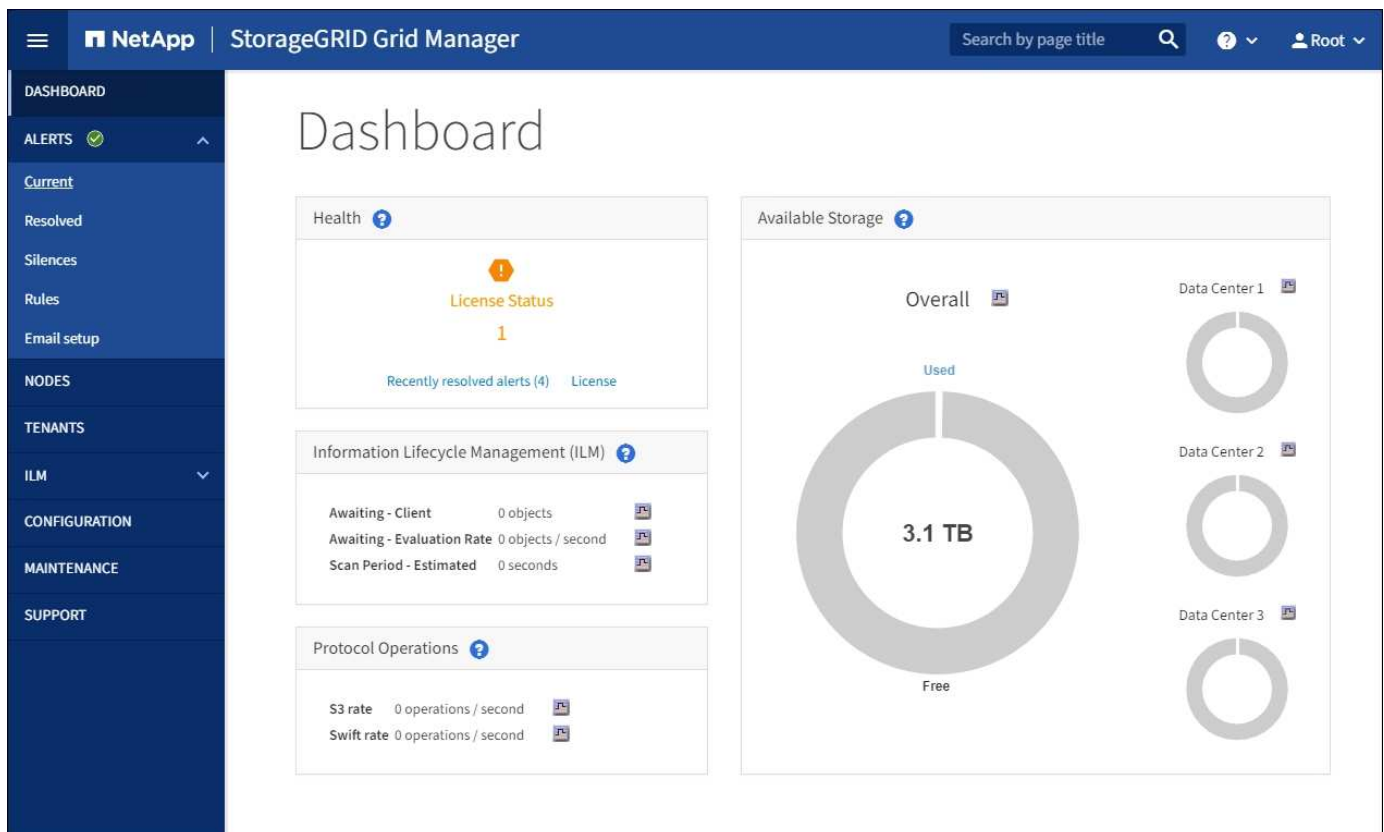 NetApp | StorageGRID Grid Manager
Search by page title
? Root
DASHBOARD
ALERTS
Current
Resolved
Silences
Rules
Email setup
NODES
TENANTS
ILM
CONFIGURATION
MAINTENANCE
SUPPORT
Dashboard
Health ?
!
License Status
1
Recently resolved alerts (4) License
Information Lifecycle Management (ILM) ?
Awaiting - Client 0 objects
Awaiting - Evaluation Rate 0 objects / second
Scan Period - Estimated 0 seconds
Protocol Operations ?
S3 rate 0 operations / second
Swift rate 0 operations / second
Available Storage ?
Overall
Used
3.1 TB
Free
Data Center 1
Data Center 2
Data Center 3